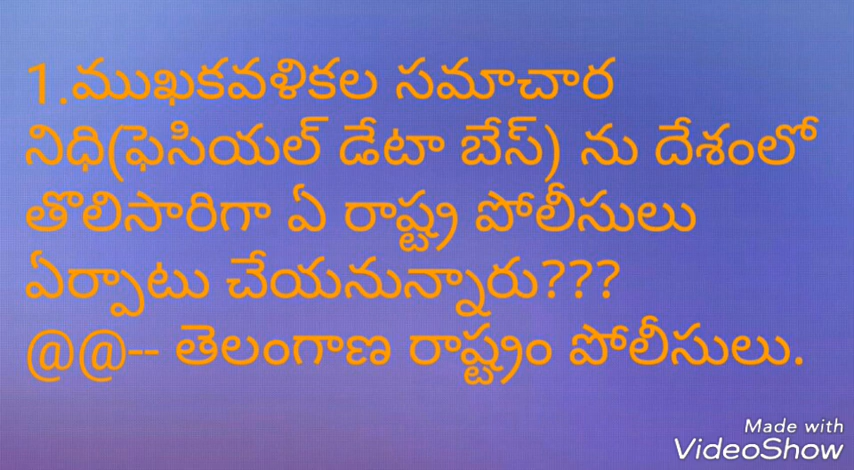 1.ముఖకవళికల సమాచార
నిధి(ఫెసియల్ డేటా బేస్) ను దేశంలో
తొలిసారిగా ఏ రాష్ట్ర పోలీసులు
ఏర్పాటు చేయనున్నారు???
@@-- తెలంగాణ రాష్ట్రం పోలీసులు.
Made with
VideoShow